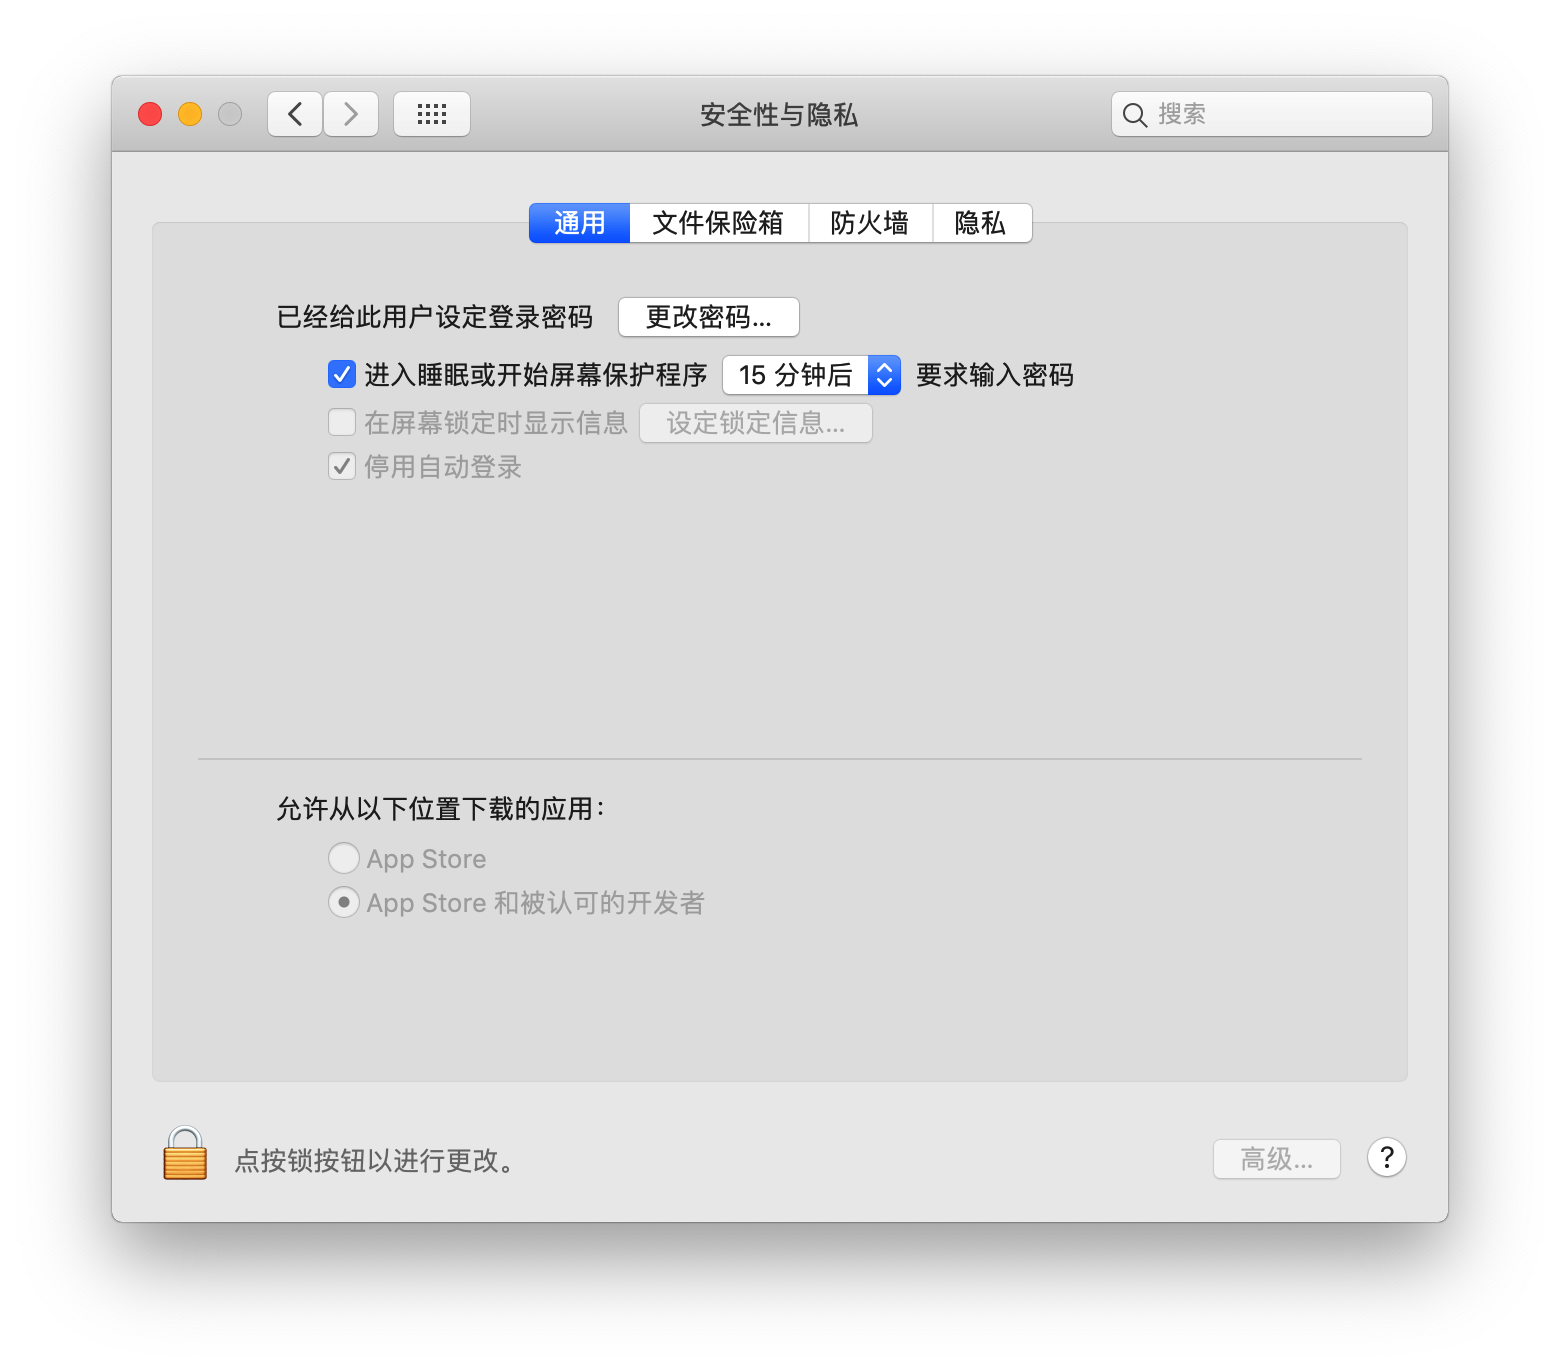 安全性与隐私
搜索
通用 文件保险箱 防火墙 隐私
已经给此用户设定登录密码 更改密码...
进入睡眠或开始屏幕保护程序 15 分钟后 要求输入密码
在屏幕锁定时显示信息 设定锁定信息...
停用自动登录
允许从以下位置下载的应用：
App Store
App Store 和被认可的开发者
点按锁按钮以进行更改。
高级... ?